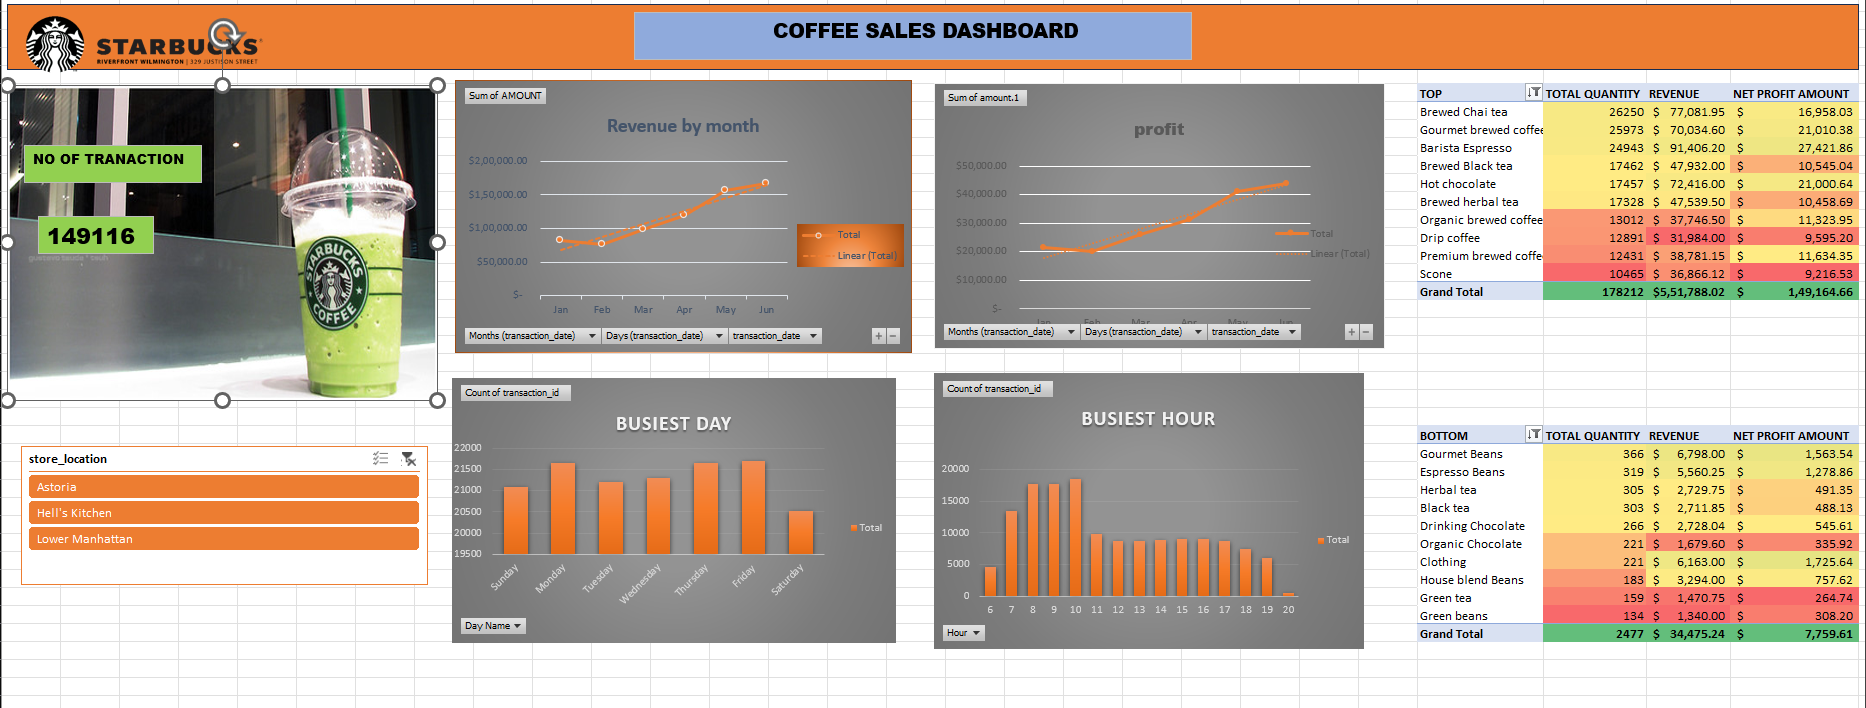 STARBUCKS
RIVERFRONT WILMINGTON | 329 JUSTISON STREET
COFFEE SALES DASHBOARD
NO OF TRANACTION
149116
STARBUCKS
COFFEE
store_location
Astoria
Hell's Kitchen
Lower Manhattan
Sum of AMOUNT
Revenue by month
$2,00,000.00
$1,50,000.00
$1,00,000.00
$50,000.00
$-
Jan Feb Mar Apr May Jun
Total
Linear (Total)
Months (transaction_date) Days (transaction_date) transaction_date + −
Sum of amount.1
profit
$50,000.00
$40,000.00
$30,000.00
$20,000.00
$10,000.00
$-
Jan Feb Mar Apr May Jun
Total
Linear (Total)
Months (transaction_date) Days (transaction_date) transaction_date + −
Count of transaction_id
BUSIEST DAY
22000
21500
21000
20500
20000
19500
Sunday Monday Tuesday Wednesday Thursday Friday Saturday
Total
Day Name
Count of transaction_id
BUSIEST HOUR
20000
15000
10000
5000
0
6 7 8 9 10 11 12 13 14 15 16 17 18 19 20
Total
Hour
TOP TOTAL QUANTITY REVENUE NET PROFIT AMOUNT
Brewed Chai tea 26250 $ 77,081.95 $ 16,958.03
Gourmet brewed coffee 25973 $ 70,034.60 $ 21,010.38
Barista Espresso 24943 $ 91,406.20 $ 27,421.86
Brewed Black tea 17462 $ 47,932.00 $ 10,545.04
Hot chocolate 17457 $ 72,416.00 $ 21,000.64
Brewed herbal tea 17328 $ 47,539.50 $ 10,458.69
Organic brewed coffee 13012 $ 37,746.50 $ 11,323.95
Drip coffee 12891 $ 31,984.00 $ 9,595.20
Premium brewed coffe 12431 $ 38,781.15 $ 11,634.35
Scone 10465 $ 36,866.12 $ 9,216.53
Grand Total 178212 $5,51,788.02 $ 1,49,164.66
BOTTOM TOTAL QUANTITY REVENUE NET PROFIT AMOUNT
Gourmet Beans 366 $ 6,798.00 $ 1,563.54
Espresso Beans 319 $ 5,560.25 $ 1,278.86
Herbal tea 305 $ 2,729.75 $ 491.35
Black tea 303 $ 2,711.85 $ 488.13
Drinking Chocolate 266 $ 2,728.04 $ 545.61
Organic Chocolate 221 $ 1,679.60 $ 335.92
Clothing 221 $ 6,163.00 $ 1,725.64
House blend Beans 183 $ 3,294.00 $ 757.62
Green tea 159 $ 1,470.75 $ 264.74
Green beans 134 $ 1,340.00 $ 308.20
Grand Total 2477 $ 34,475.24 $ 7,759.61